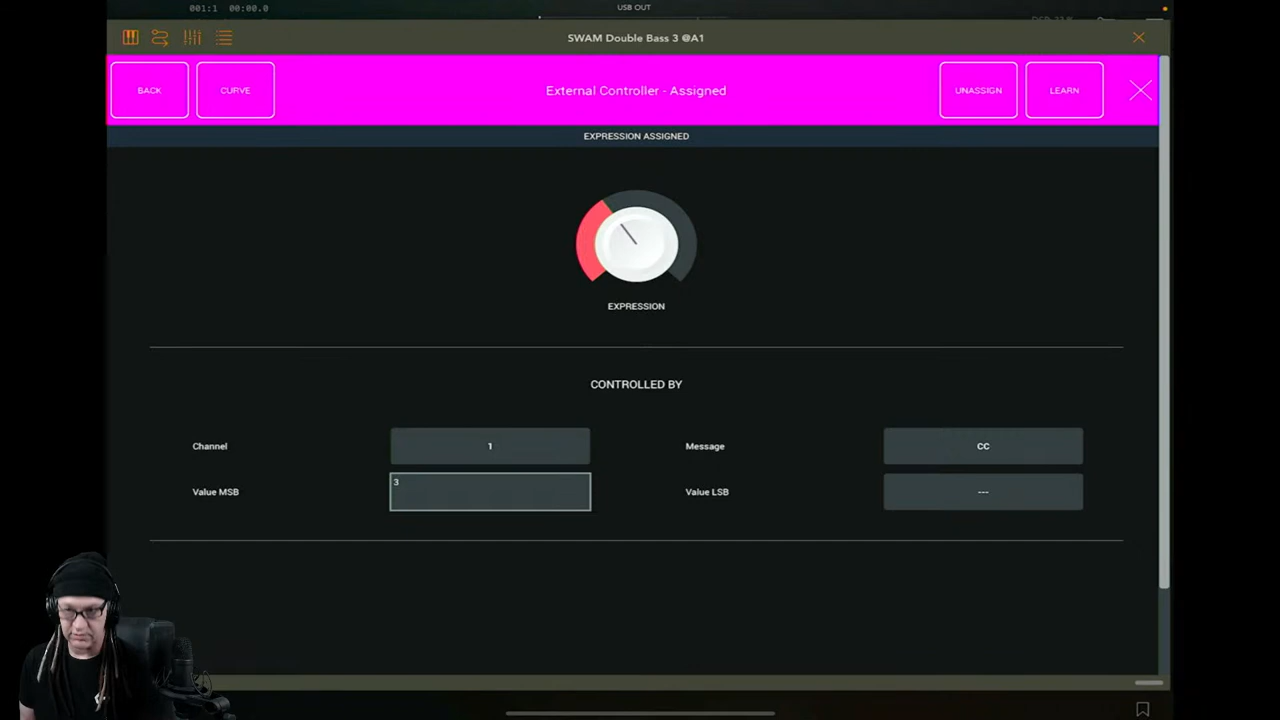 001:1 00:00.0
USB OUT
SWAM Double Bass 3 @A1
BACK
CURVE
External Controller - Assigned
UNASSIGN
LEARN
EXPRESSION ASSIGNED
EXPRESSION
CONTROLLED BY
Channel
1
Message
CC
Value MSB
3
Value LSB
---